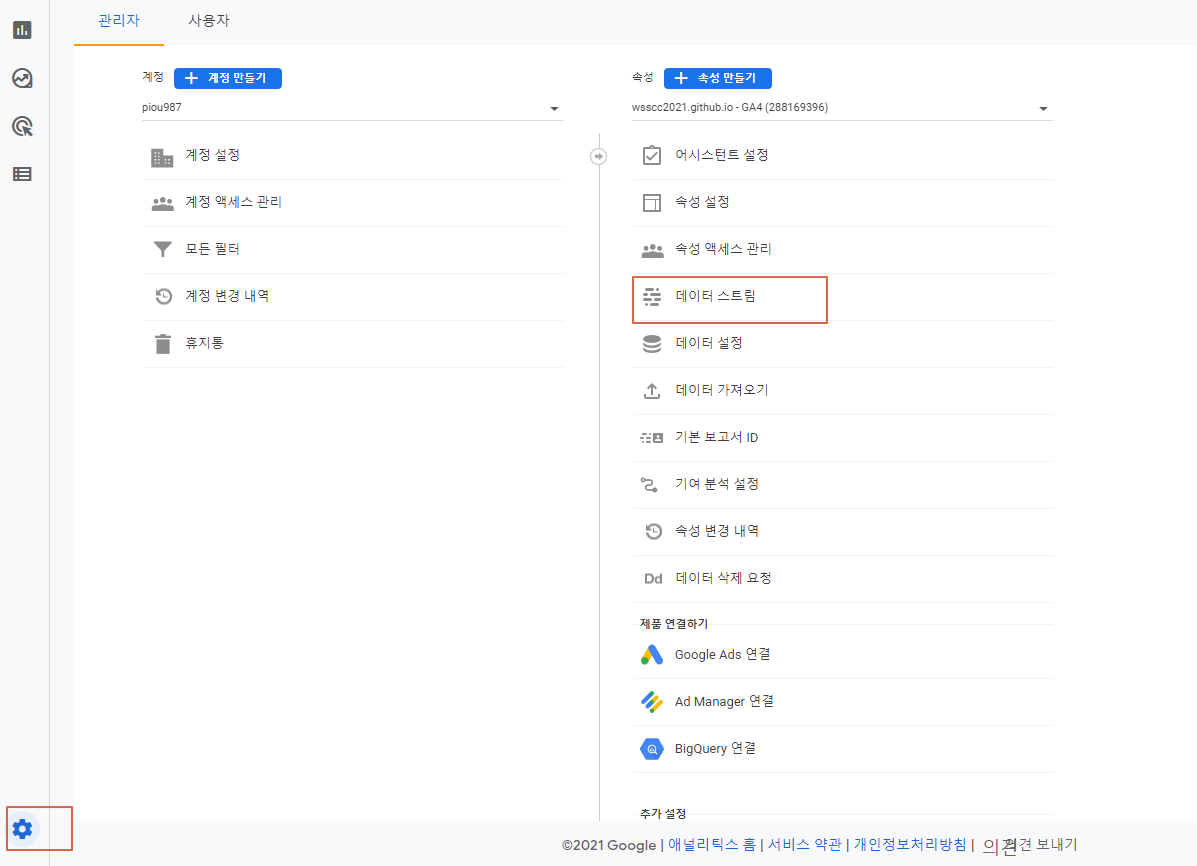 관리자 사용자
계정 계정 만들기
piou987
계정 설정
계정 액세스 관리
모든 필터
계정 변경 내역
휴지통
속성 속성 만들기
wsscc2021.github.io - GA4 (288169396)
어시스턴트 설정
속성 설정
속성 액세스 관리
데이터 스트림
데이터 설정
데이터 가져오기
기본 보고서 ID
기여 분석 설정
속성 변경 내역
Dd 데이터 삭제 요청
제품 연결하기
Google Ads 연결
Ad Manager 연결
BigQuery 연결
추가 설정
©2021 Google | 애널리틱스 홈 | 서비스 약관 | 개인정보처리방침 | 의견 의견 보내기